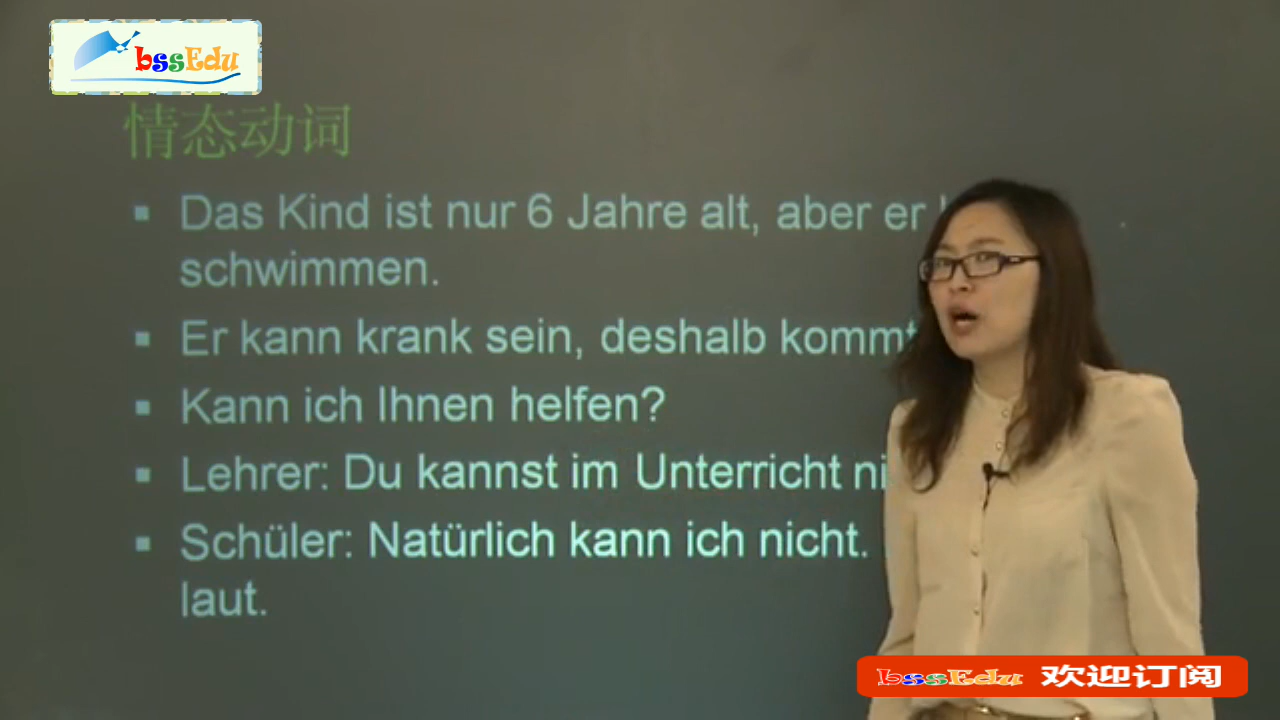 bssEdu
情态动词
Das Kind ist nur 6 Jahre alt, aber er
schwimmen.
Er kann krank sein, deshalb kommt
Kann ich Ihnen helfen?
Lehrer: Du kannst im Unterricht
Schüler: Natürlich kann ich nicht.
laut.
bssEdu 欢迎订阅